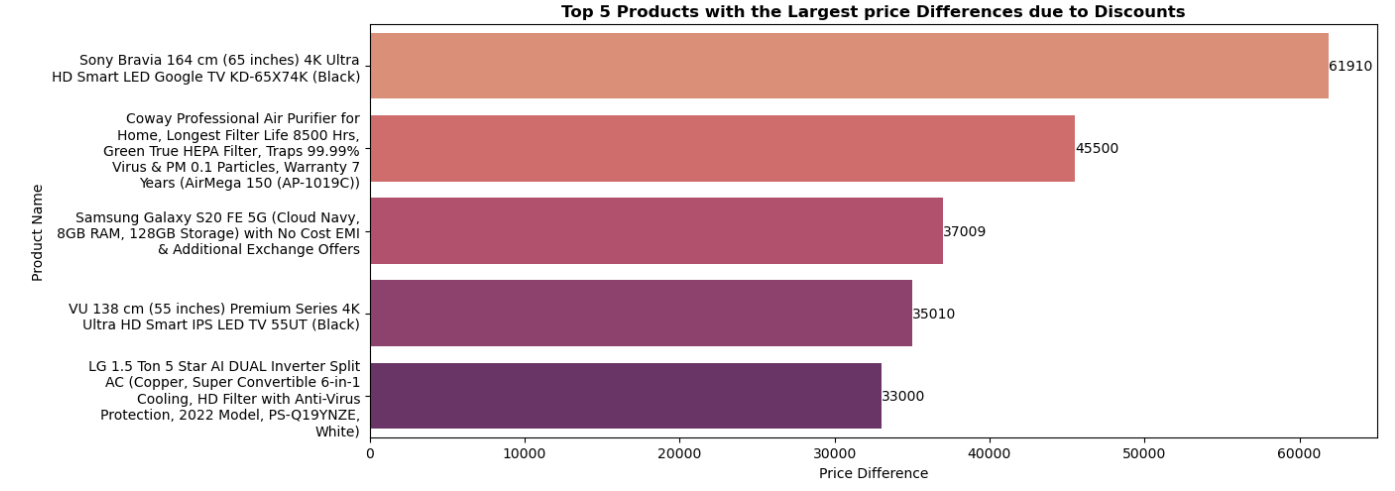 Top 5 Products with the Largest price Differences due to Discounts
Product Name
Sony Bravia 164 cm (65 inches) 4K Ultra
HD Smart LED Google TV KD-65X74K (Black)
61910
Coway Professional Air Purifier for
Home, Longest Filter Life 8500 Hrs,
Green True HEPA Filter, Traps 99.99%
Virus & PM 0.1 Particles, Warranty 7
Years (AirMega 150 (AP-1019C))
45500
Samsung Galaxy S20 FE 5G (Cloud Navy,
8GB RAM, 128GB Storage) with No Cost EMI
& Additional Exchange Offers
37009
VU 138 cm (55 inches) Premium Series 4K
Ultra HD Smart IPS LED TV 55UT (Black)
35010
LG 1.5 Ton 5 Star AI DUAL Inverter Split
AC (Copper, Super Convertible 6-in-1
Cooling, HD Filter with Anti-Virus
Protection, 2022 Model, PS-Q19YNZE,
White)
33000
0 10000 20000 30000 40000 50000 60000
Price Difference